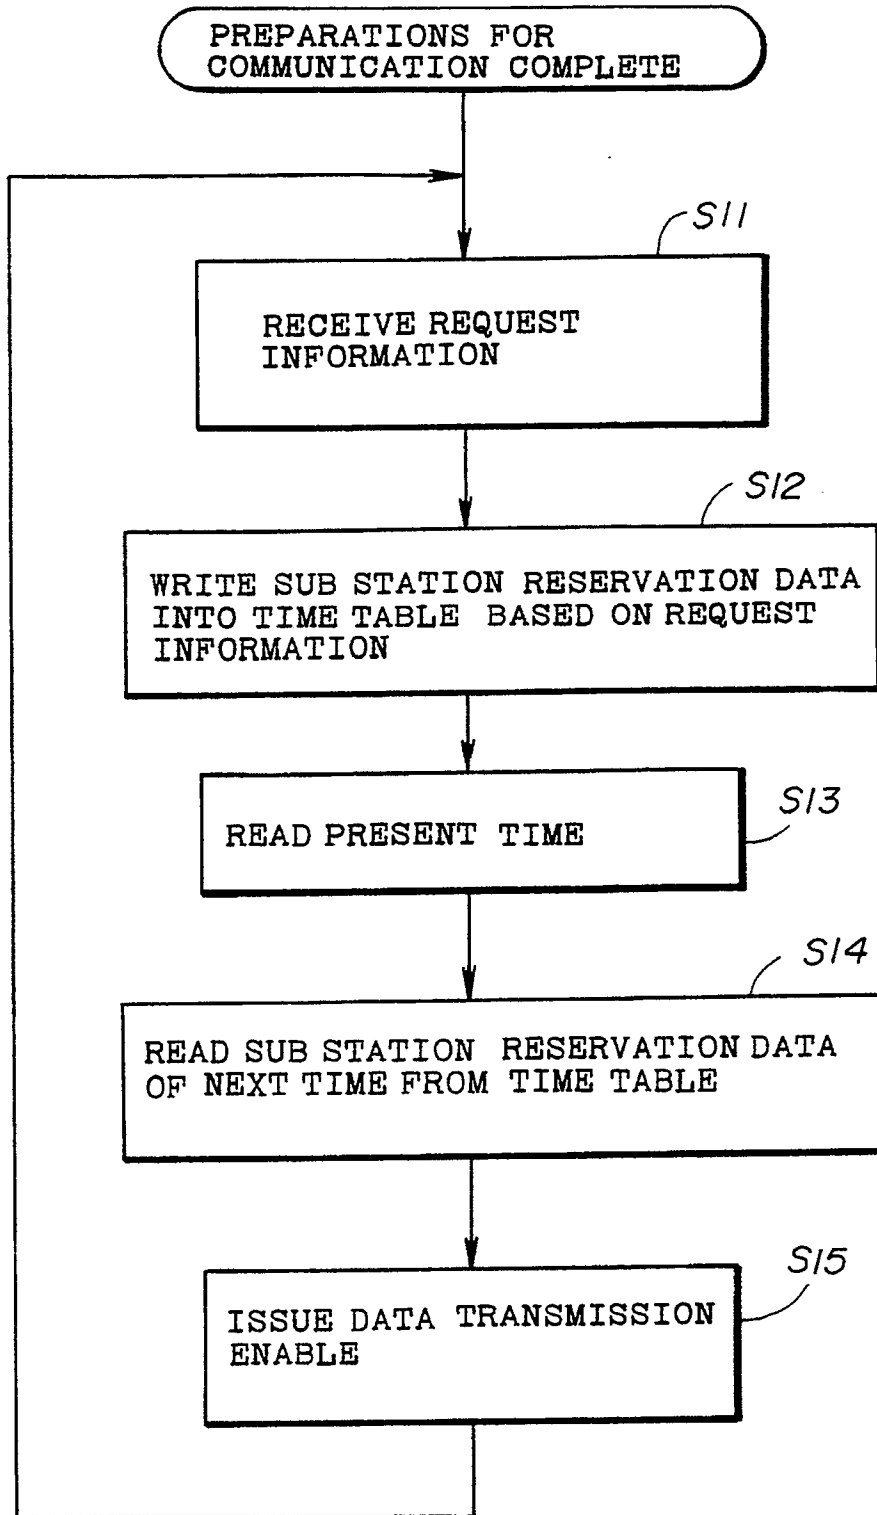 PREPARATIONS FOR
COMMUNICATION COMPLETE
S11
RECEIVE REQUEST
INFORMATION
S12
WRITE SUB STATION RESERVATION DATA
INTO TIME TABLE BASED ON REQUEST
INFORMATION
S13
READ PRESENT TIME
S14
READ SUB STATION RESERVATION DATA
OF NEXT TIME FROM TIME TABLE
S15
ISSUE DATA TRANSMISSION
ENABLE